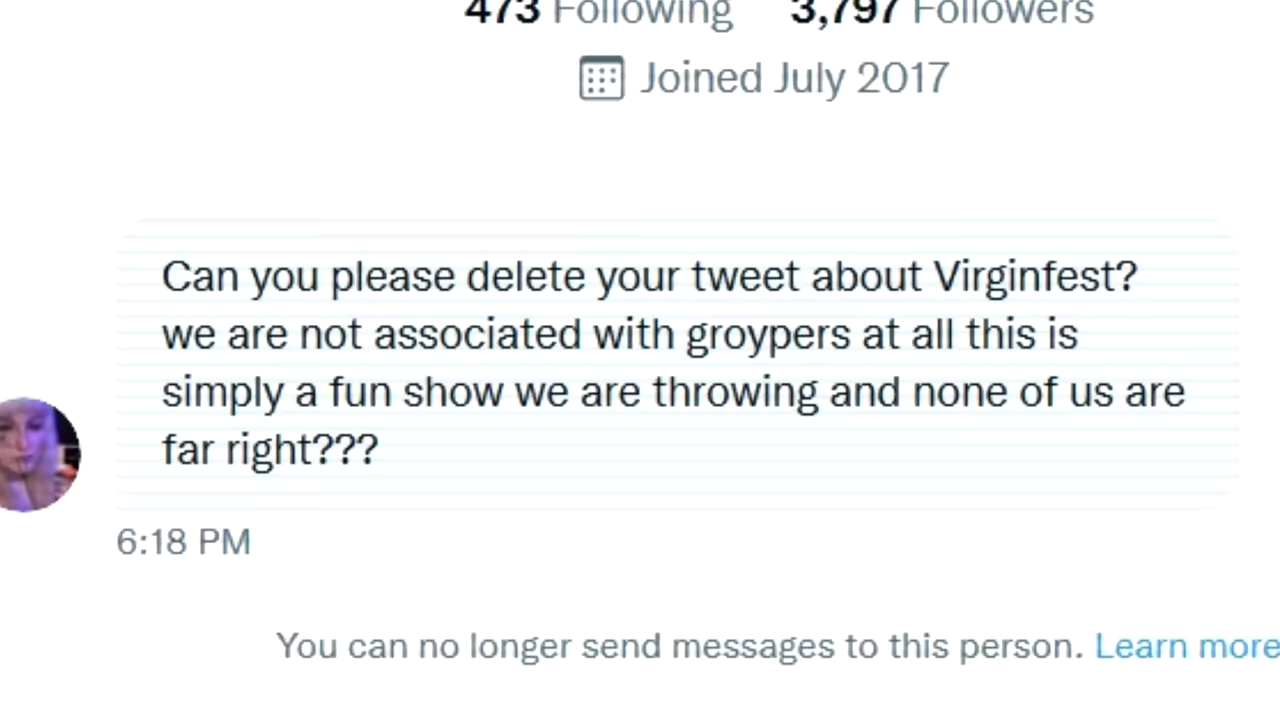 473 Following 3,797 Followers
Joined July 2017
Can you please delete your tweet about Virginfest?
we are not associated with groypers at all this is
simply a fun show we are throwing and none of us are
far right???
6:18 PM
You can no longer send messages to this person. Learn more